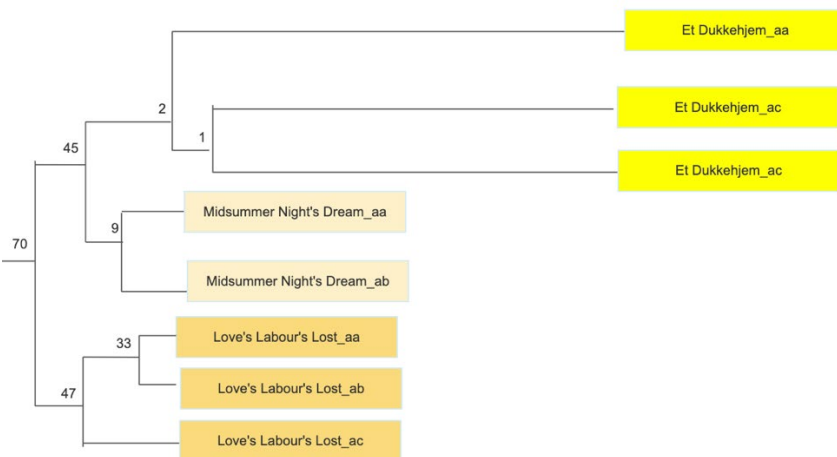 Et Dukkehjem_aa
2
Et Dukkehjem_ac
1
45
Et Dukkehjem_ac
Midsummer Night's Dream_aa
9
70
Midsummer Night's Dream_ab
Love's Labour's Lost_aa
33
Love's Labour's Lost_ab
47
Love's Labour's Lost_ac